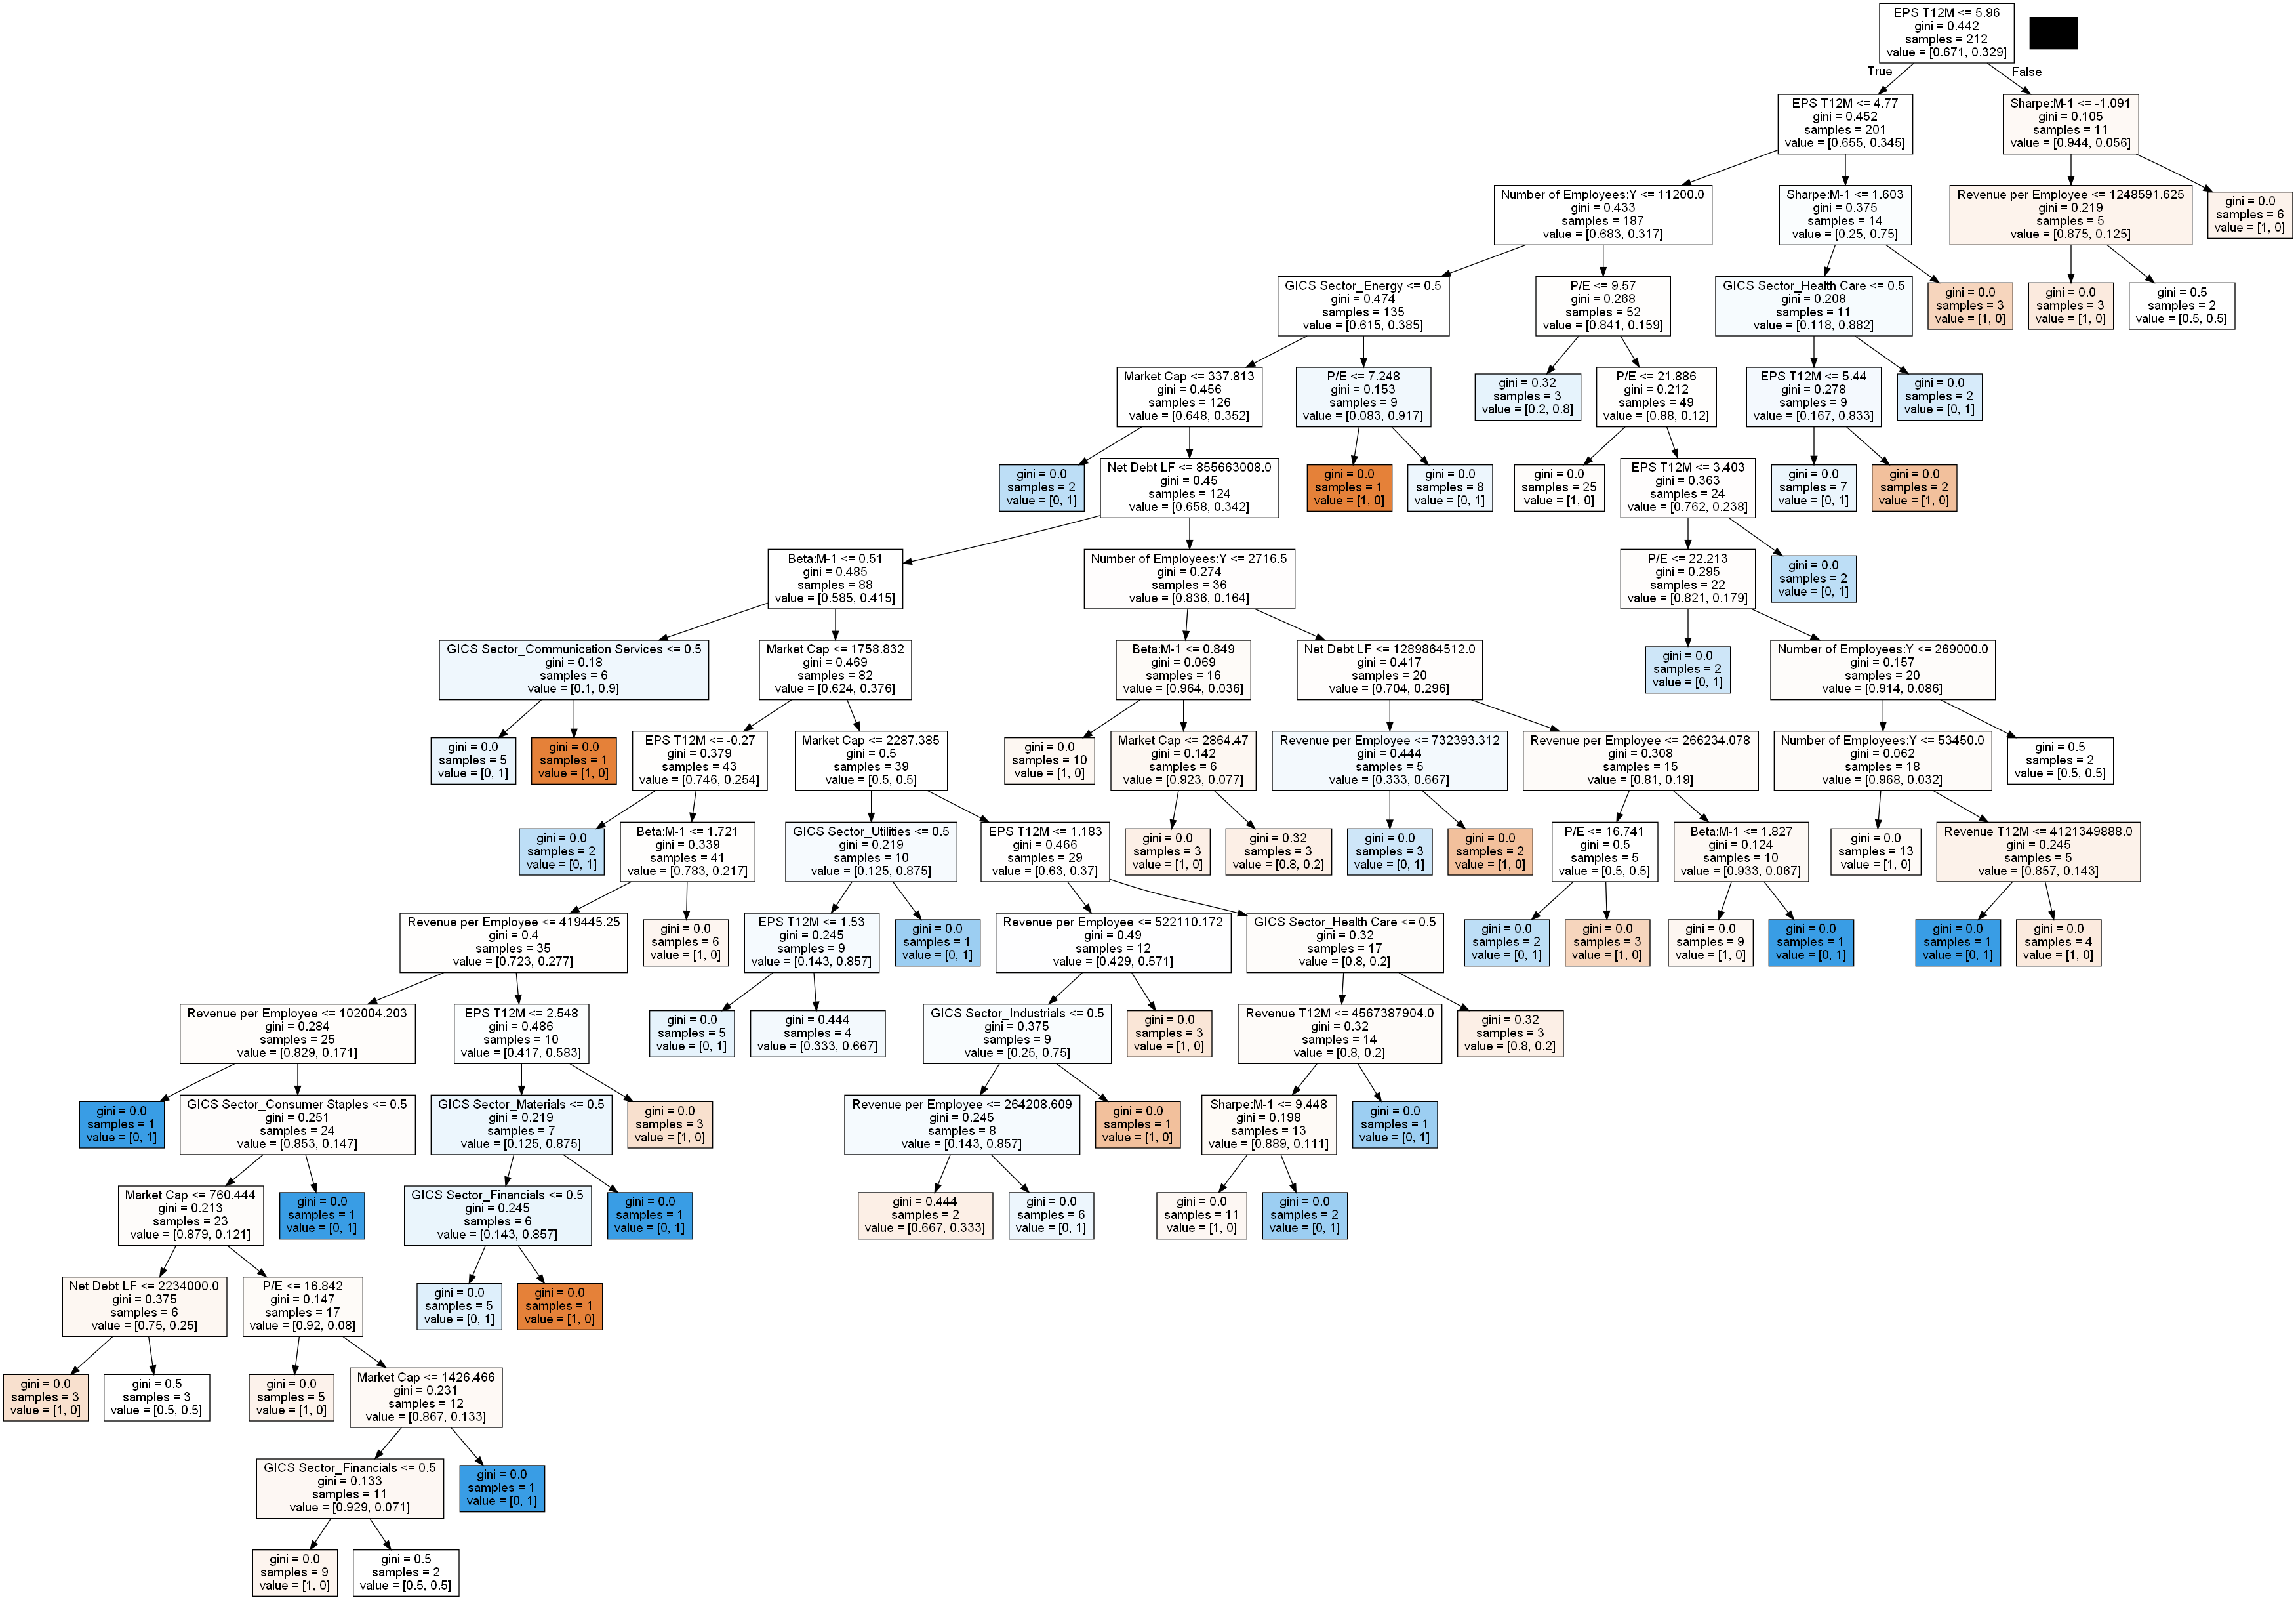 EPS T12M <= 5.96
gini = 0.442
samples = 212
value = [0.671, 0.329]
True
False
EPS T12M <= 4.77
gini = 0.452
samples = 201
value = [0.655, 0.345]
Sharpe:M-1 <= -1.091
gini = 0.105
samples = 11
value = [0.944, 0.056]
Number of Employees:Y <= 11200.0
gini = 0.433
samples = 187
value = [0.683, 0.317]
Sharpe:M-1 <= 1.603
gini = 0.375
samples = 14
value = [0.25, 0.75]
Revenue per Employee <= 1248591.625
gini = 0.219
samples = 5
value = [0.875, 0.125]
gini = 0.0
samples = 6
value = [1, 0]
GICS Sector_Energy <= 0.5
gini = 0.474
samples = 135
value = [0.615, 0.385]
P/E <= 9.57
gini = 0.268
samples = 52
value = [0.841, 0.159]
GICS Sector_Health Care <= 0.5
gini = 0.208
samples = 11
value = [0.118, 0.882]
gini = 0.0
samples = 3
value = [1, 0]
gini = 0.0
samples = 3
value = [1, 0]
gini = 0.5
samples = 2
value = [0.5, 0.5]
Market Cap <= 337.813
gini = 0.456
samples = 126
value = [0.648, 0.352]
P/E <= 7.248
gini = 0.153
samples = 9
value = [0.083, 0.917]
gini = 0.32
samples = 3
value = [0.2, 0.8]
P/E <= 21.886
gini = 0.212
samples = 49
value = [0.88, 0.12]
EPS T12M <= 5.44
gini = 0.278
samples = 9
value = [0.167, 0.833]
gini = 0.0
samples = 2
value = [0, 1]
gini = 0.0
samples = 2
value = [0, 1]
Net Debt LF <= 855663008.0
gini = 0.45
samples = 124
value = [0.658, 0.342]
gini = 0.0
samples = 1
value = [1, 0]
gini = 0.0
samples = 8
value = [0, 1]
gini = 0.0
samples = 25
value = [1, 0]
EPS T12M <= 3.403
gini = 0.363
samples = 24
value = [0.762, 0.238]
gini = 0.0
samples = 7
value = [0, 1]
gini = 0.0
samples = 2
value = [1, 0]
Beta:M-1 <= 0.51
gini = 0.485
samples = 88
value = [0.585, 0.415]
Number of Employees:Y <= 2716.5
gini = 0.274
samples = 36
value = [0.836, 0.164]
P/E <= 22.213
gini = 0.295
samples = 22
value = [0.821, 0.179]
gini = 0.0
samples = 2
value = [0, 1]
GICS Sector_Communication Services <= 0.5
gini = 0.18
samples = 6
value = [0.1, 0.9]
Market Cap <= 1758.832
gini = 0.469
samples = 82
value = [0.624, 0.376]
Beta:M-1 <= 0.849
gini = 0.069
samples = 16
value = [0.964, 0.036]
Net Debt LF <= 1289864512.0
gini = 0.417
samples = 20
value = [0.704, 0.296]
gini = 0.0
samples = 2
value = [0, 1]
Number of Employees:Y <= 269000.0
gini = 0.157
samples = 20
value = [0.914, 0.086]
gini = 0.0
samples = 5
value = [0, 1]
gini = 0.0
samples = 1
value = [1, 0]
EPS T12M <= -0.27
gini = 0.379
samples = 43
value = [0.746, 0.254]
Market Cap <= 2287.385
gini = 0.5
samples = 39
value = [0.5, 0.5]
gini = 0.0
samples = 10
value = [1, 0]
Market Cap <= 2864.47
gini = 0.142
samples = 6
value = [0.923, 0.077]
Revenue per Employee <= 732393.312
gini = 0.444
samples = 5
value = [0.333, 0.667]
Revenue per Employee <= 266234.078
gini = 0.308
samples = 15
value = [0.81, 0.19]
Number of Employees:Y <= 53450.0
gini = 0.062
samples = 18
value = [0.968, 0.032]
gini = 0.5
samples = 2
value = [0.5, 0.5]
gini = 0.0
samples = 2
value = [0, 1]
Beta:M-1 <= 1.721
gini = 0.339
samples = 41
value = [0.783, 0.217]
GICS Sector_Utilities <= 0.5
gini = 0.219
samples = 10
value = [0.125, 0.875]
EPS T12M <= 1.183
gini = 0.466
samples = 29
value = [0.63, 0.37]
gini = 0.0
samples = 3
value = [1, 0]
gini = 0.32
samples = 3
value = [0.8, 0.2]
gini = 0.0
samples = 3
value = [0, 1]
gini = 0.0
samples = 2
value = [1, 0]
P/E <= 16.741
gini = 0.5
samples = 5
value = [0.5, 0.5]
Beta:M-1 <= 1.827
gini = 0.124
samples = 10
value = [0.933, 0.067]
gini = 0.0
samples = 13
value = [1, 0]
Revenue T12M <= 4121349888.0
gini = 0.245
samples = 5
value = [0.857, 0.143]
Revenue per Employee <= 419445.25
gini = 0.4
samples = 35
value = [0.723, 0.277]
gini = 0.0
samples = 6
value = [1, 0]
EPS T12M <= 1.53
gini = 0.245
samples = 9
value = [0.143, 0.857]
gini = 0.0
samples = 1
value = [0, 1]
Revenue per Employee <= 522110.172
gini = 0.49
samples = 12
value = [0.429, 0.571]
GICS Sector_Health Care <= 0.5
gini = 0.32
samples = 17
value = [0.8, 0.2]
gini = 0.0
samples = 2
value = [0, 1]
gini = 0.0
samples = 3
value = [1, 0]
gini = 0.0
samples = 9
value = [1, 0]
gini = 0.0
samples = 1
value = [0, 1]
gini = 0.0
samples = 1
value = [0, 1]
gini = 0.0
samples = 4
value = [1, 0]
Revenue per Employee <= 102004.203
gini = 0.284
samples = 25
value = [0.829, 0.171]
EPS T12M <= 2.548
gini = 0.486
samples = 10
value = [0.417, 0.583]
gini = 0.0
samples = 5
value = [0, 1]
gini = 0.444
samples = 4
value = [0.333, 0.667]
GICS Sector_Industrials <= 0.5
gini = 0.375
samples = 9
value = [0.25, 0.75]
gini = 0.0
samples = 3
value = [1, 0]
Revenue T12M <= 4567387904.0
gini = 0.32
samples = 14
value = [0.8, 0.2]
gini = 0.32
samples = 3
value = [0.8, 0.2]
gini = 0.0
samples = 1
value = [0, 1]
GICS Sector_Consumer Staples <= 0.5
gini = 0.251
samples = 24
value = [0.853, 0.147]
GICS Sector_Materials <= 0.5
gini = 0.219
samples = 7
value = [0.125, 0.875]
gini = 0.0
samples = 3
value = [1, 0]
Revenue per Employee <= 264208.609
gini = 0.245
samples = 8
value = [0.143, 0.857]
gini = 0.0
samples = 1
value = [1, 0]
Sharpe:M-1 <= 9.448
gini = 0.198
samples = 13
value = [0.889, 0.111]
gini = 0.0
samples = 1
value = [0, 1]
Market Cap <= 760.444
gini = 0.213
samples = 23
value = [0.879, 0.121]
gini = 0.0
samples = 1
value = [0, 1]
GICS Sector_Financials <= 0.5
gini = 0.245
samples = 6
value = [0.143, 0.857]
gini = 0.0
samples = 1
value = [0, 1]
gini = 0.444
samples = 2
value = [0.667, 0.333]
gini = 0.0
samples = 6
value = [0, 1]
gini = 0.0
samples = 11
value = [1, 0]
gini = 0.0
samples = 2
value = [0, 1]
Net Debt LF <= 2234000.0
gini = 0.375
samples = 6
value = [0.75, 0.25]
P/E <= 16.842
gini = 0.147
samples = 17
value = [0.92, 0.08]
gini = 0.0
samples = 5
value = [0, 1]
gini = 0.0
samples = 1
value = [1, 0]
gini = 0.0
samples = 3
value = [1, 0]
gini = 0.5
samples = 3
value = [0.5, 0.5]
gini = 0.0
samples = 5
value = [1, 0]
Market Cap <= 1426.466
gini = 0.231
samples = 12
value = [0.867, 0.133]
GICS Sector_Financials <= 0.5
gini = 0.133
samples = 11
value = [0.929, 0.071]
gini = 0.0
samples = 1
value = [0, 1]
gini = 0.0
samples = 9
value = [1, 0]
gini = 0.5
samples = 2
value = [0.5, 0.5]